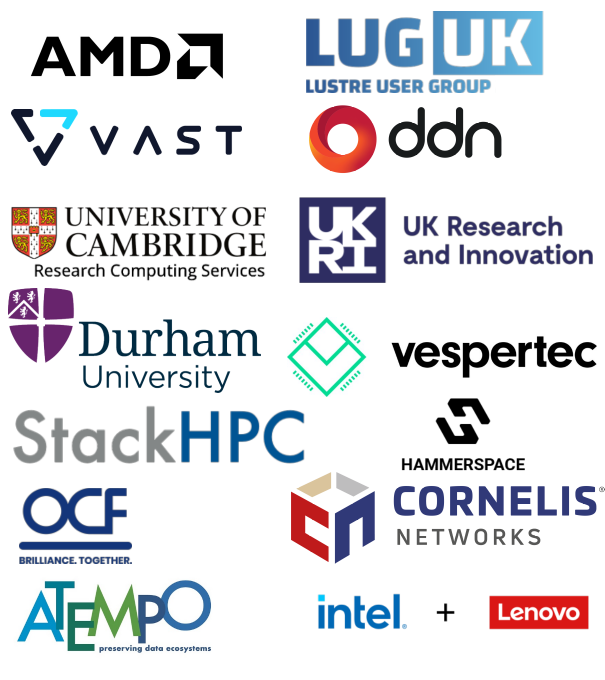 AMD
LUG UK
LUSTRE USER GROUP
VAST
ddn
UNIVERSITY OF
CAMBRIDGE
Research Computing Services
UK
RI
UK Research
and Innovation
Durham
University
vespertec
StackHPC
HAMMERSPACE
OCF
BRILLIANCE. TOGETHER.
CORNELIS®
NETWORKS
ATEMPO
preserving data ecosystems
intel® + Lenovo